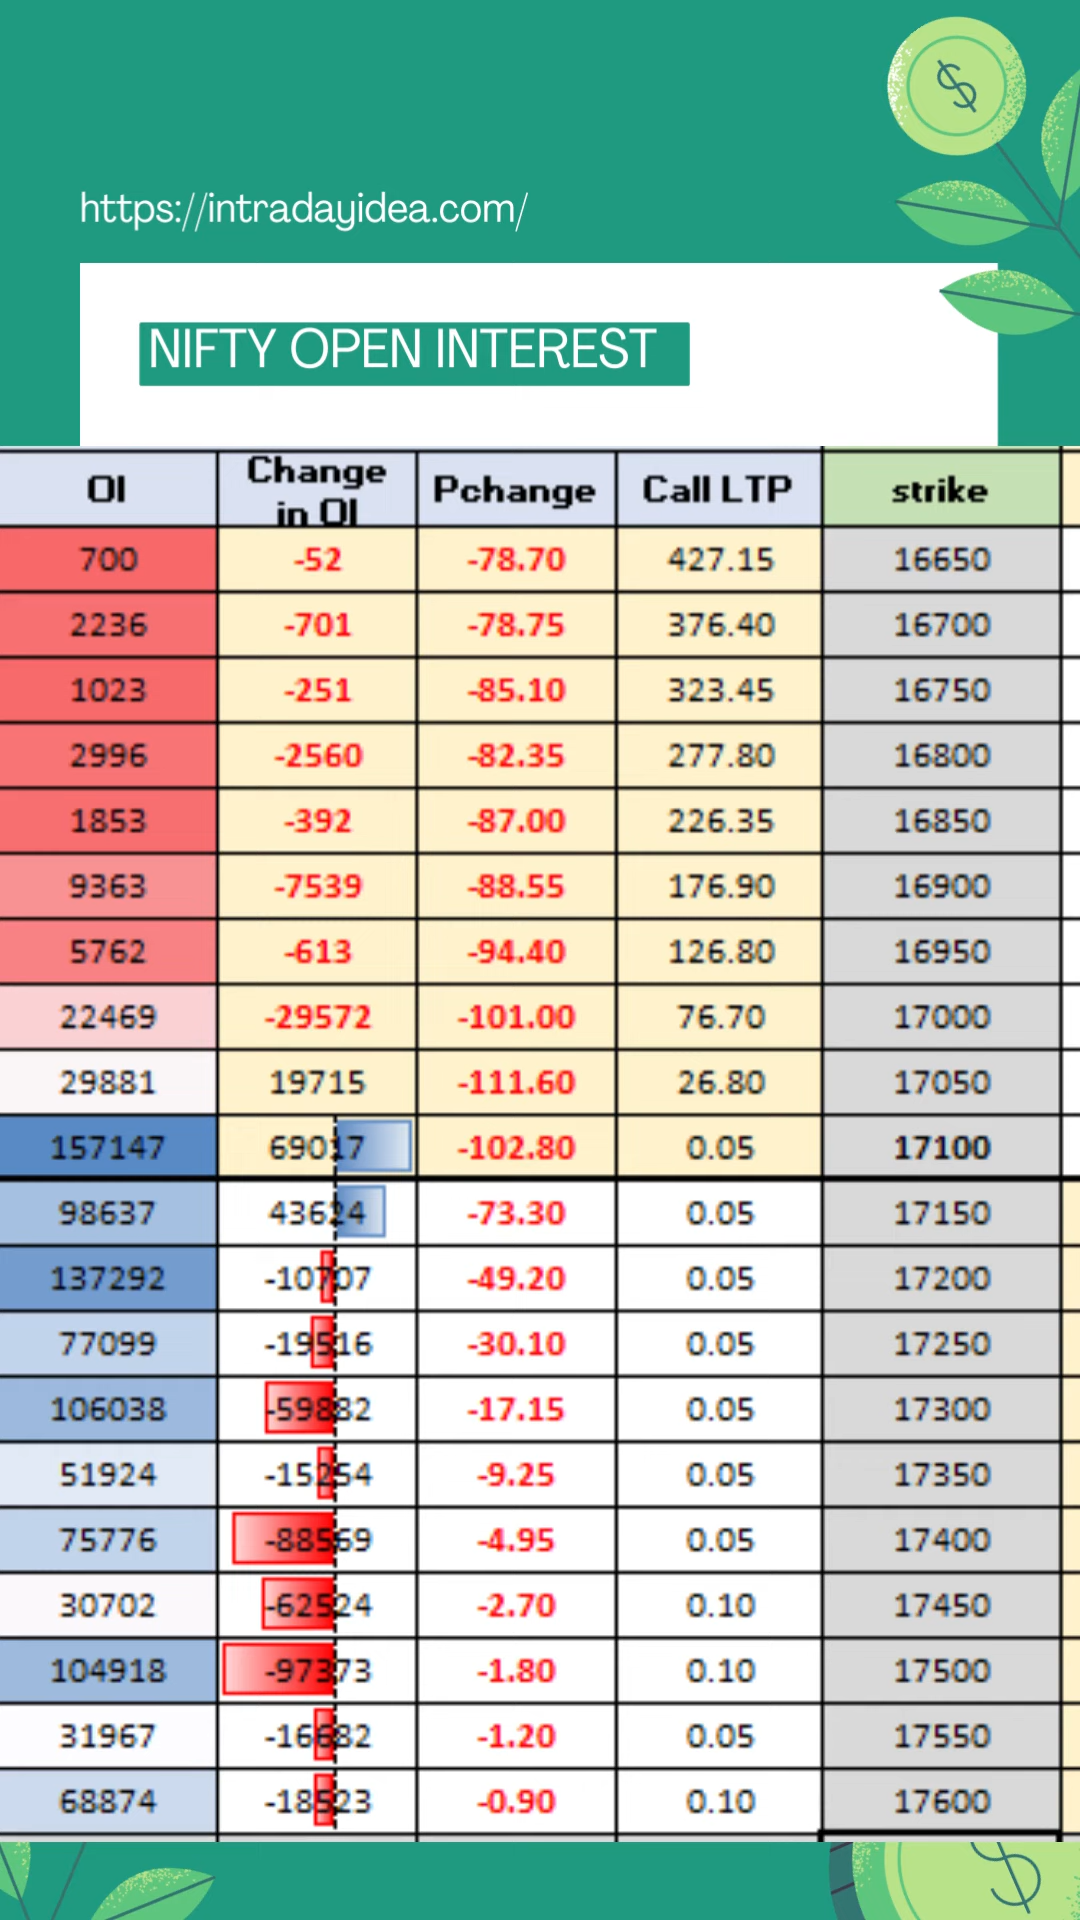 https://intradayidea.com/
NIFTY OPEN INTEREST
OI Change in OI Pchange Call LTP strike
700 -52 -78.70 427.15 16650
2236 -701 -78.75 376.40 16700
1023 -251 -85.10 323.45 16750
2996 -2560 -82.35 277.80 16800
1853 -392 -87.00 226.35 16850
9363 -7539 -88.55 176.90 16900
5762 -613 -94.40 126.80 16950
22469 -29572 -101.00 76.70 17000
29881 19715 -111.60 26.80 17050
157147 69017 -102.80 0.05 17100
98637 43624 -73.30 0.05 17150
137292 -10707 -49.20 0.05 17200
77099 -19516 -30.10 0.05 17250
106038 -59882 -17.15 0.05 17300
51924 -15254 -9.25 0.05 17350
75776 -88569 -4.95 0.05 17400
30702 -62524 -2.70 0.10 17450
104918 -97373 -1.80 0.10 17500
31967 -16682 -1.20 0.05 17550
68874 -18523 -0.90 0.10 17600